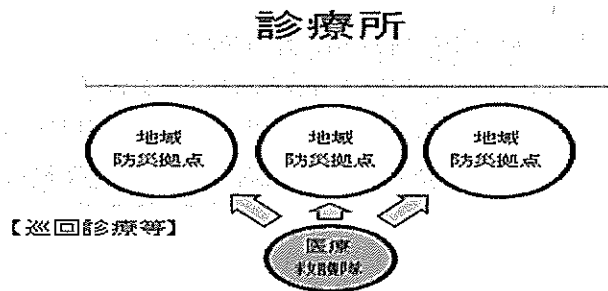 診療所
地域
防災拠点
地域
防災拠点
地域
防災拠点
【巡回診療等】
医療
救護隊